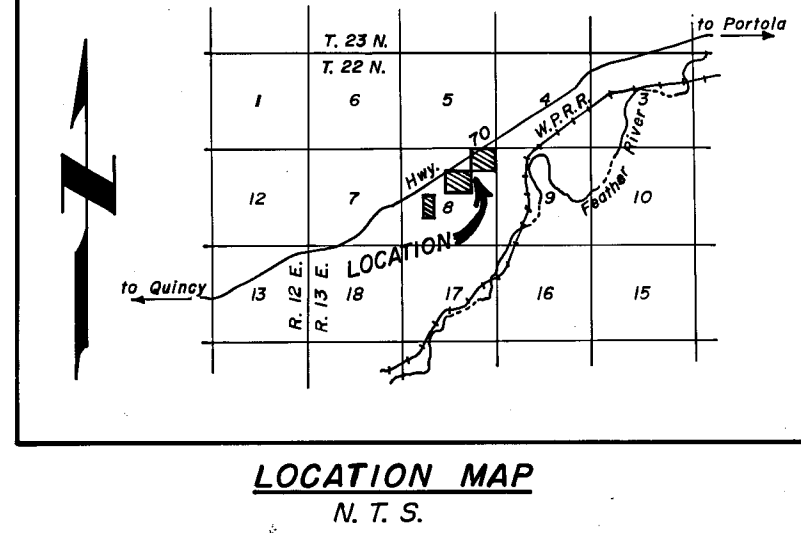 to Portola
T. 23 N.
T. 22 N.
1 6 5 4 3
70
W.P.R.R.
Hwy.
Feather River
12 7 8 9 10
LOCATION
to Quincy
R. 12 E.
R. 13 E.
13 18 17 16 15
N
LOCATION MAP
N. T. S.